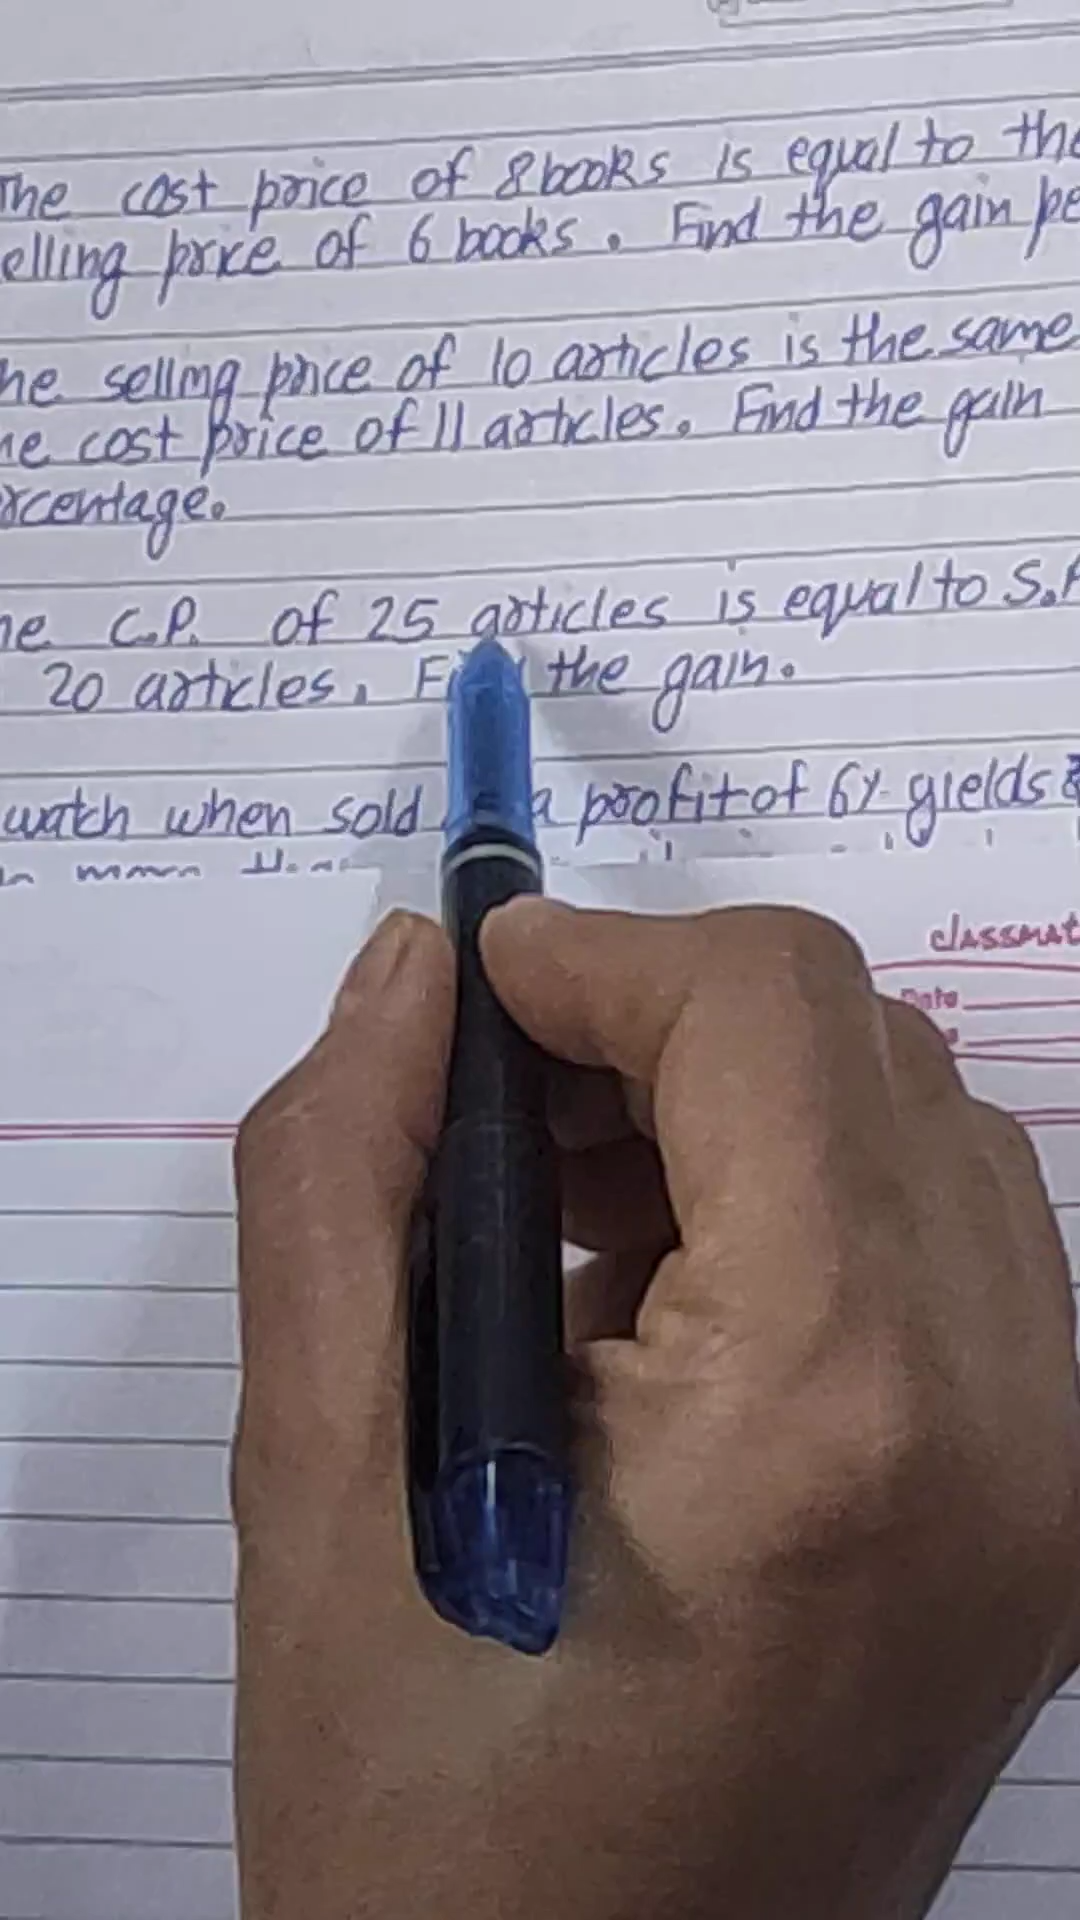 The cost price of 8 books is equal to the
elling price of 6 books. Find the gain pe
he selling price of 10 articles is the same
he cost price of 11 articles. Find the gain
rcentage.
he C.P. of 25 articles is equal to S.P
20 articles. the gain.
watch when sold a profit of 6% yields
classmat
Date